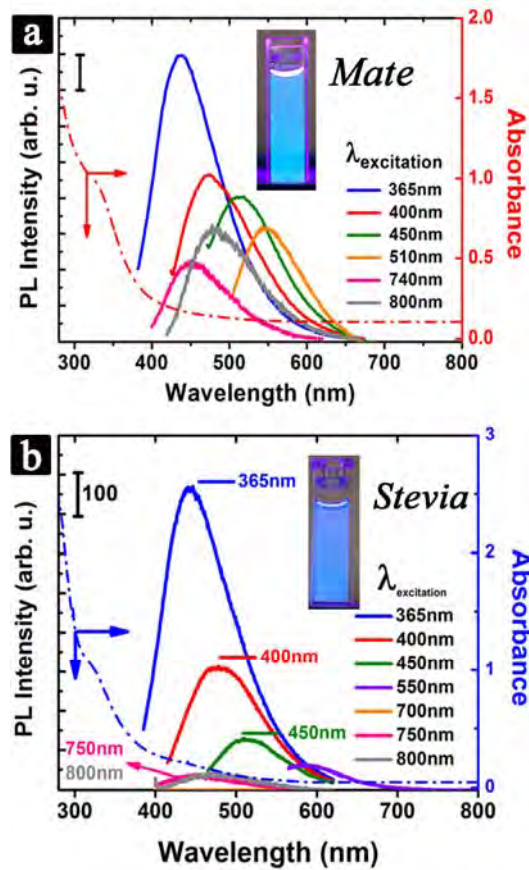 a
Mate
λexcitation
365nm
400nm
450nm
510nm
740nm
800nm
PL Intensity (arb. u.)
Absorbance
2.0
1.5
1.0
0.5
0.0
300 400 500 600 700 800
Wavelength (nm)
b
100
365nm
400nm
450nm
750nm
800nm
Stevia
λexcitation
365nm
400nm
450nm
550nm
700nm
750nm
800nm
PL Intensity (arb. u.)
Absorbance
3
2
1
0
300 400 500 600 700 800
Wavelength (nm)